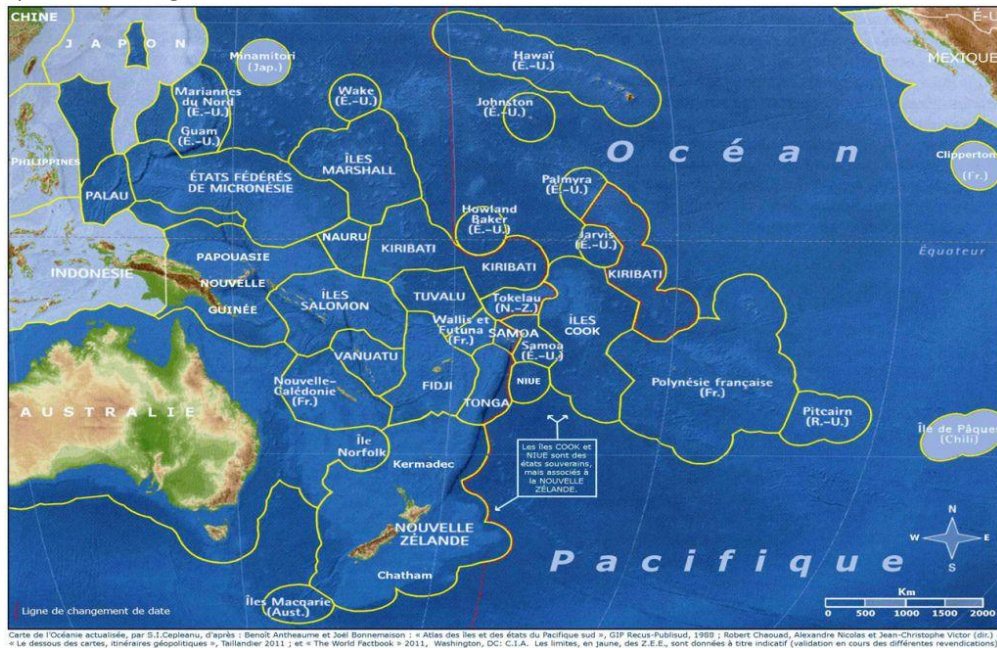 CHINE
É-U
JAPON
Minamitori
(Jap.)
Hawaï
(É.-U.)
MEXIQUE
Mariannes
du Nord
(É.-U.)
Guam
(É.-U.)
Wake
(É.-U.)
Johnston
(É.-U.)
Océan
PHILIPPINES
ÎLES
MARSHALL
Clipperton
(Fr.)
PALAU
ÉTATS FÉDÉRÉS
DE MICRONÉSIE
Palmyra
(É.-U.)
Howland
Baker
(É.-U.)
Jarvis
(É.-U.)
NAURU
KIRIBATI
Équateur
INDONÉSIE
PAPOUASIE
NOUVELLE
GUINÉE
KIRIBATI
KIRIBATI
ÎLES
SALOMON
TUVALU
Tokelau
(N.-Z.)
ÎLES
COOK
Wallis et
Futuna
(Fr.)
SAMOA
Samoa
(É.-U.)
VANUATU
Nouvelle-
Calédonie
(Fr.)
FIDJI
NIUE
TONGA
Polynésie française
(Fr.)
Pitcairn
(R.-U.)
AUSTRALIE
Île de Pâques
(Chili)
Île
Norfolk
Kermadec
Les îles COOK et
NIUE sont des
états souverains,
mais associés à
la NOUVELLE
ZÉLANDE.
NOUVELLE
ZÉLANDE
N
W
E
S
Pacifique
Chatham
Îles Macqarie
(Aust.)
Ligne de changement de date
Km
0 500 1000 1500 2000
Carte de l'Océanie actualisée, par S.I.Cepleanu, d'après : Benoît Antheaume et Joël Bonnemaison : « Atlas des îles et des états du Pacifique sud », GIP Recus-Publisud, 1988 ; Robert Chaouad, Alexandre Nicolas et Jean-Christophe Victor (dir.)
« Le dessous des cartes, itinéraires géopolitiques », Taillandier 2011 ; et « The World Factbook » 2011, Washington, DC: C.I.A. Les limites, en jaune, des Z.E.E., sont données à titre indicatif (validation en cours des différentes revendications)